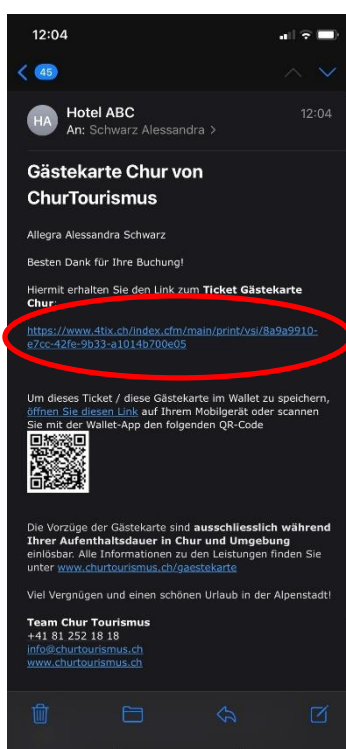 12:04
45
HA
Hotel ABC
12:04
An: Schwarz Alessandra >
Gästekarte Chur von
ChurTourismus
Allegra Alessandra Schwarz
Besten Dank für Ihre Buchung!
Hiermit erhalten Sie den Link zum Ticket Gästekarte
Chur:
https://www.4tix.ch/index.cfm/main/print/vsi/8a9a9910-
e7cc-42fe-9b33-a1014b700e05
Um dieses Ticket / diese Gästekarte im Wallet zu speichern,
öffnen Sie diesen Link auf Ihrem Mobilgerät oder scannen
Sie mit der Wallet-App den folgenden QR-Code
Die Vorzüge der Gästekarte sind ausschliesslich während
Ihrer Aufenthaltsdauer in Chur und Umgebung
einlösbar. Alle Informationen zu den Leistungen finden Sie
unter www.churtourismus.ch/gaestekarte
Viel Vergnügen und einen schönen Urlaub in der Alpenstadt!
Team Chur Tourismus
+41 81 252 18 18
info@churtourismus.ch
www.churtourismus.ch